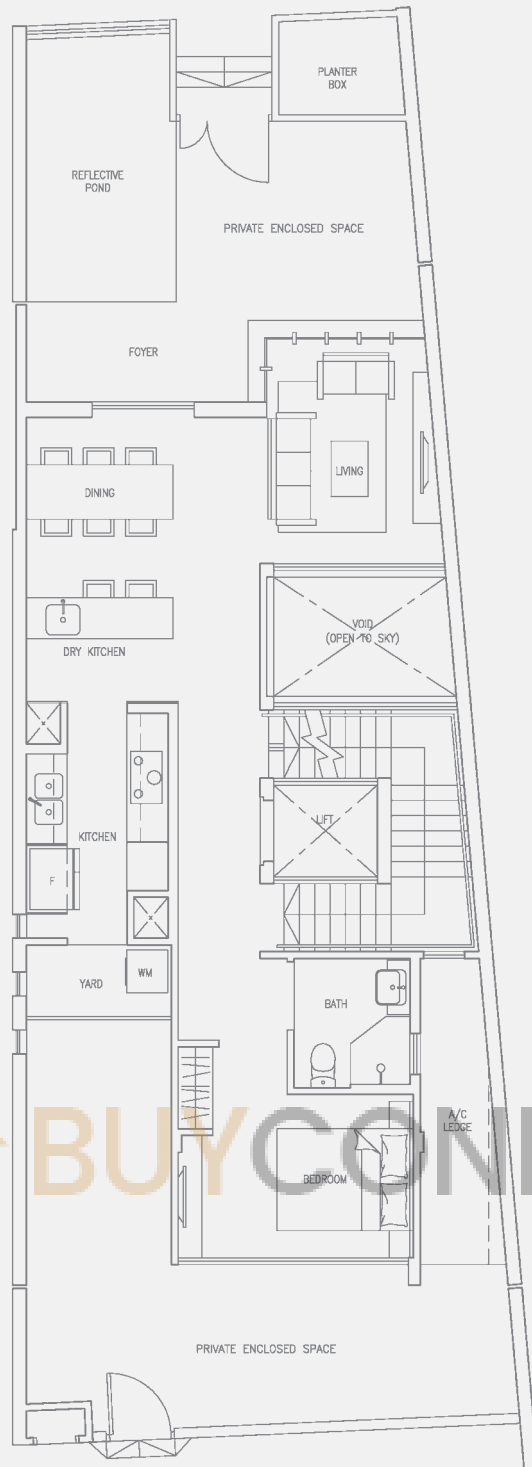 PLANTER
BOX
REFLECTIVE
POND
PRIVATE ENCLOSED SPACE
FOYER
LIVING
DINING
VOID
(OPEN TO SKY)
DRY KITCHEN
LIFT
KITCHEN
F
YARD
WM
BATH
A/C
LEDGE
BUYCON
BEDROOM
PRIVATE ENCLOSED SPACE